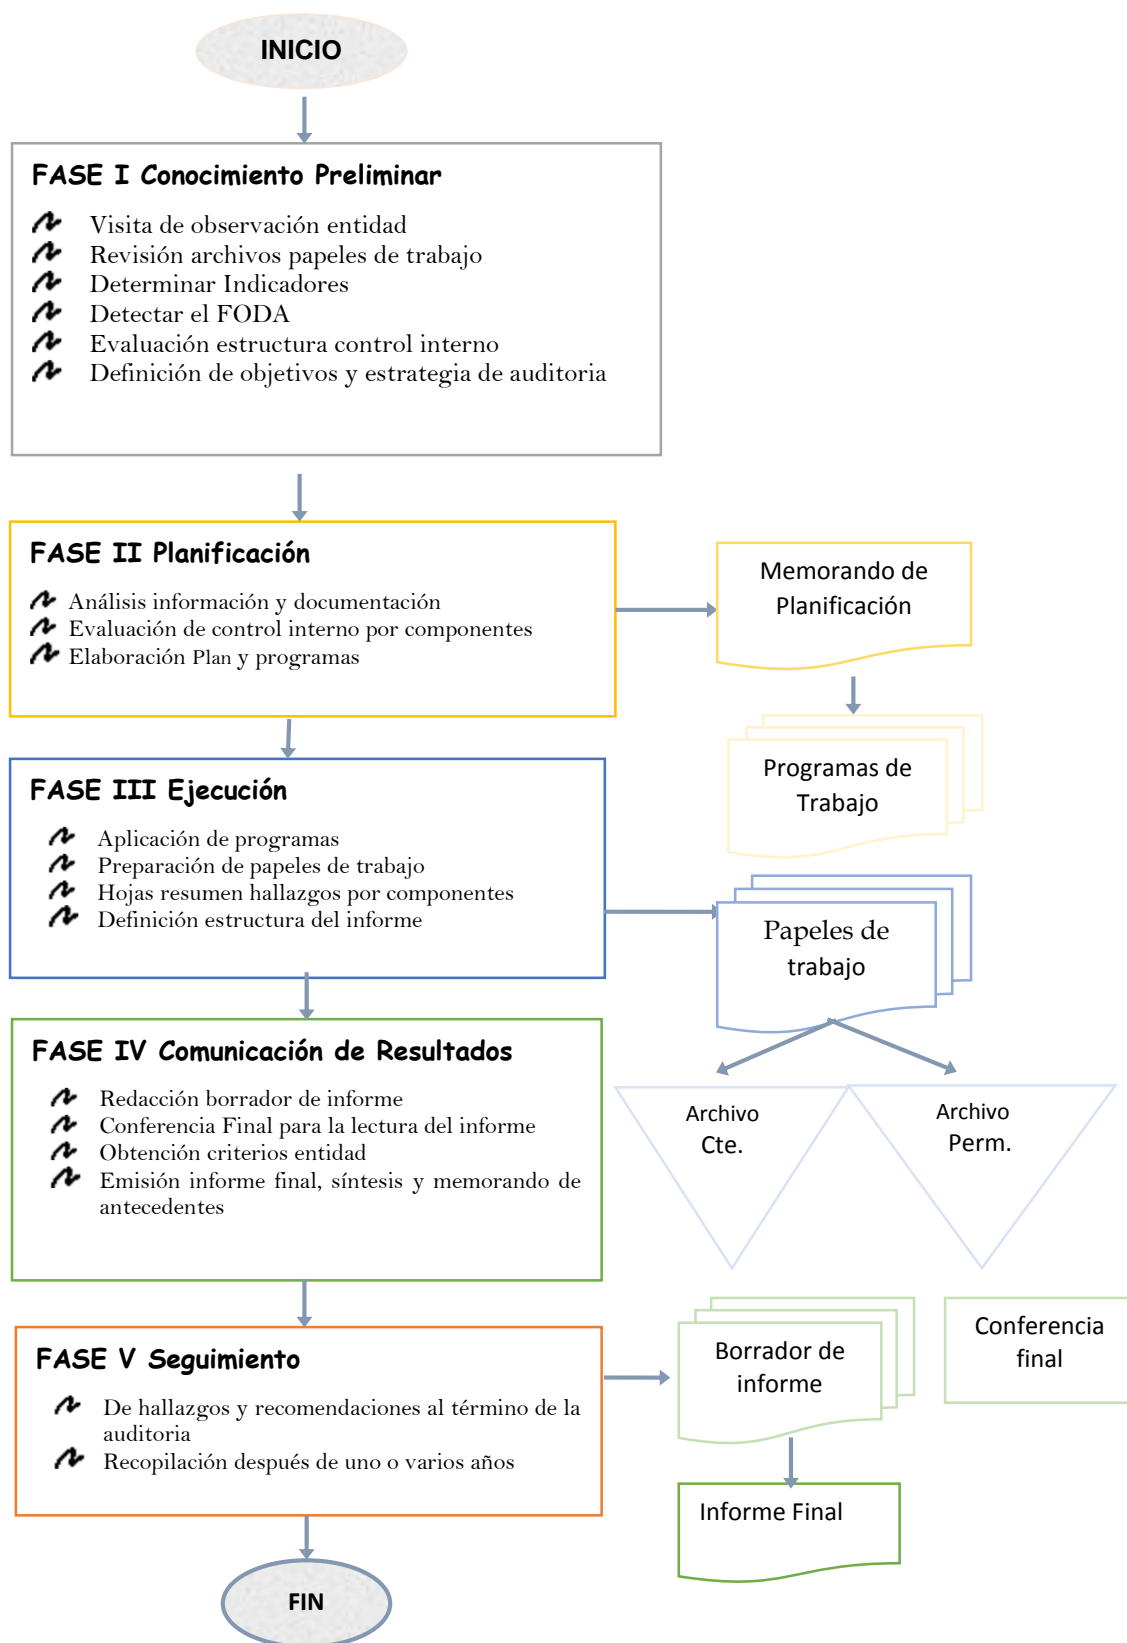 INICIO
FASE I Conocimiento Preliminar
Visita de observación entidad
Revisión archivos papeles de trabajo
Determinar Indicadores
Detectar el FODA
Evaluación estructura control interno
Definición de objetivos y estrategia de auditoria
FASE II Planificación
Análisis información y documentación
Evaluación de control interno por componentes
Elaboración Plan y programas
Memorando de
Planificación
Programas de
Trabajo
FASE III Ejecución
Aplicación de programas
Preparación de papeles de trabajo
Hojas resumen hallazgos por componentes
Definición estructura del informe
Papeles de
trabajo
FASE IV Comunicación de Resultados
Redacción borrador de informe
Conferencia Final para la lectura del informe
Obtención criterios entidad
Emisión informe final, síntesis y memorando de
antecedentes
Archivo
Cte.
Archivo
Perm.
FASE V Seguimiento
De hallazgos y recomendaciones al término de la
auditoria
Recopilación después de uno o varios años
Borrador de
informe
Conferencia
final
Informe Final
FIN